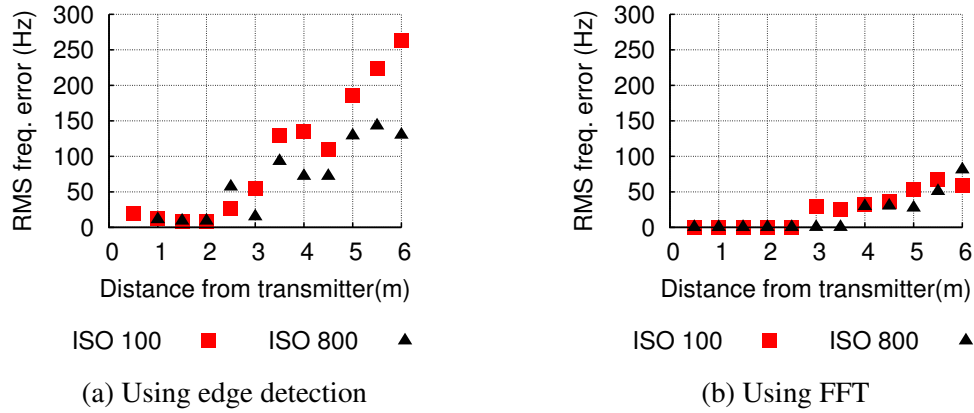 RMS freq. error (Hz)
300
250
200
150
100
50
0
0 1 2 3 4 5 6
Distance from transmitter(m)
ISO 100 ISO 800
(a) Using edge detection
RMS freq. error (Hz)
300
250
200
150
100
50
0
0 1 2 3 4 5 6
Distance from transmitter(m)
ISO 100 ISO 800
(b) Using FFT